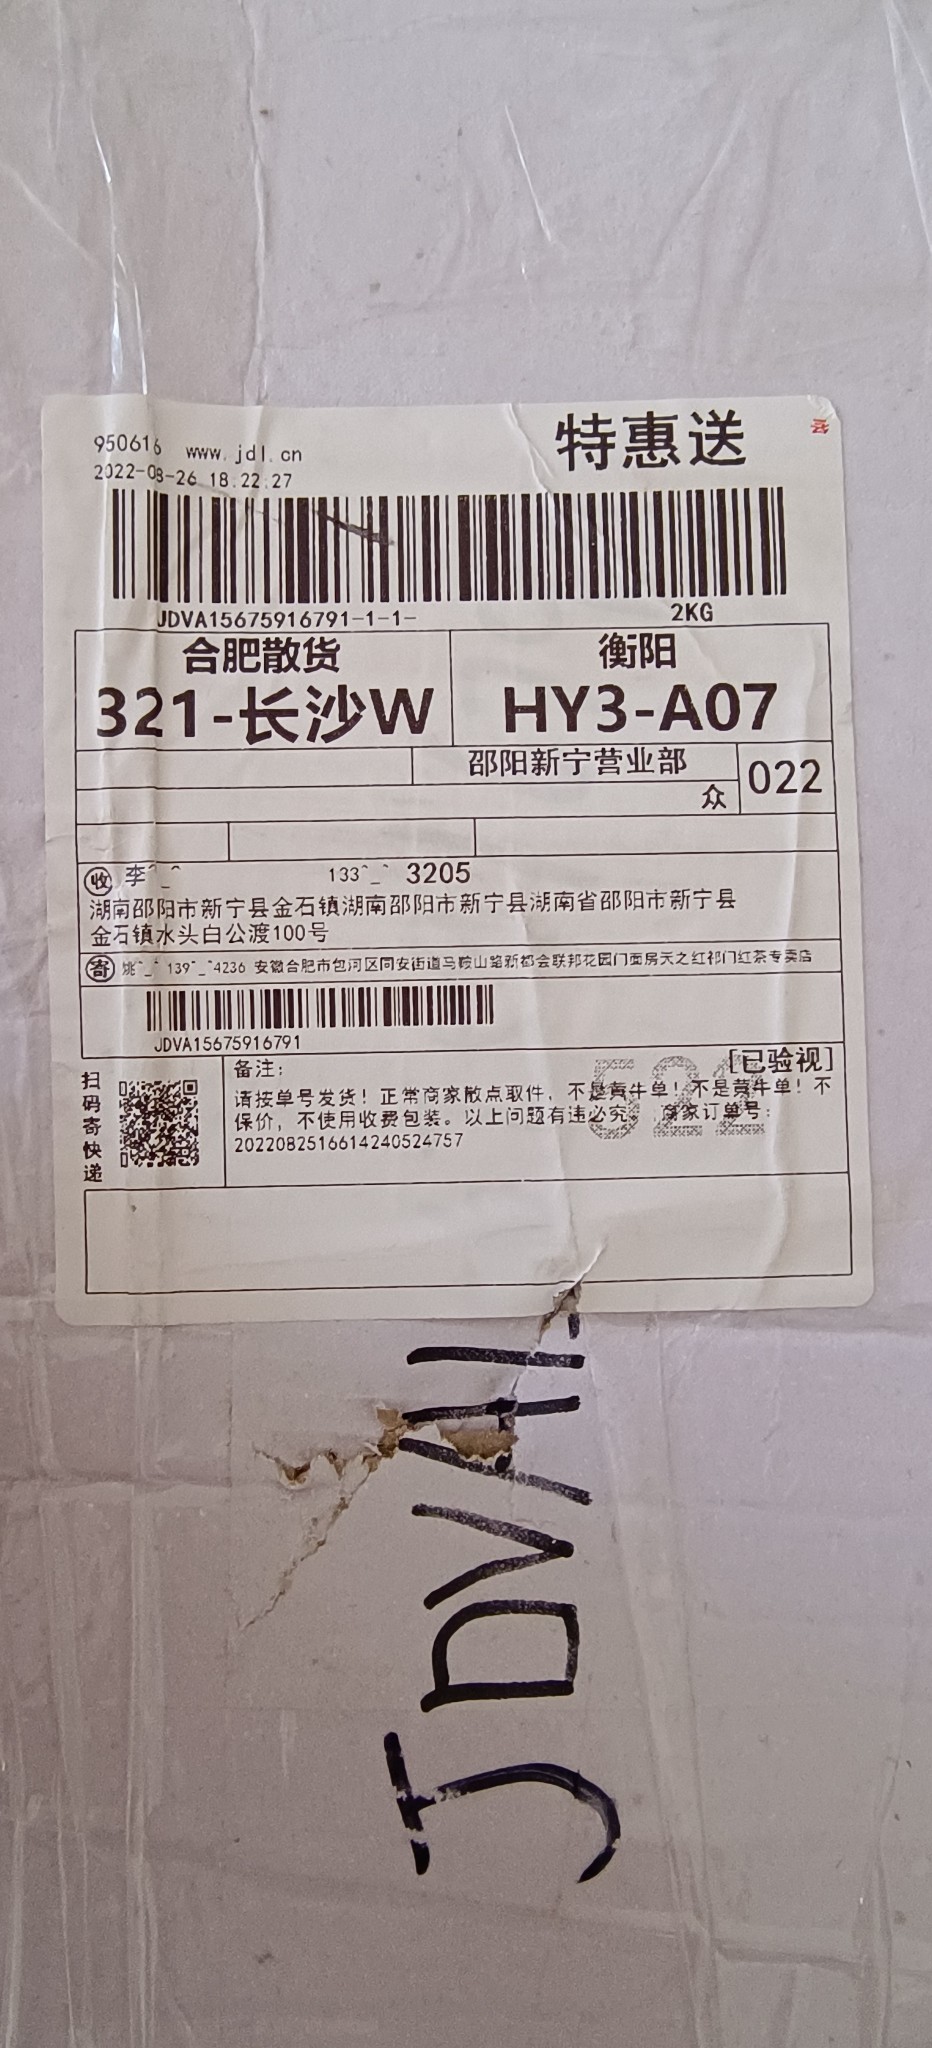 950616 www.jdl.cn
特惠送
2022-08-26 18:22:27
JDVA15675916791-1-1-
2KG
合肥散货
衡阳
321-长沙W
HY3-A07
邵阳新宁营业部
022
众
收 李^_^ 133^_^ 3205
湖南邵阳市新宁县金石镇湖南邵阳市新宁县湖南省邵阳市新宁县
金石镇水头白公渡100号
寄 姚^_^ 139^_^4236 安徽合肥市包河区同安街道马鞍山路新都会联邦花园门面房天之红祁门红茶专卖店
JDVA15675916791
扫码寄快递
备注:
[已验视]
请按单号发货！正常商家散点取件，不是黄牛单！不是黄牛单！不
保价，不使用收费包装。以上问题有违必究。 商家订单号：
2022082516614240524757
522
JDVA1